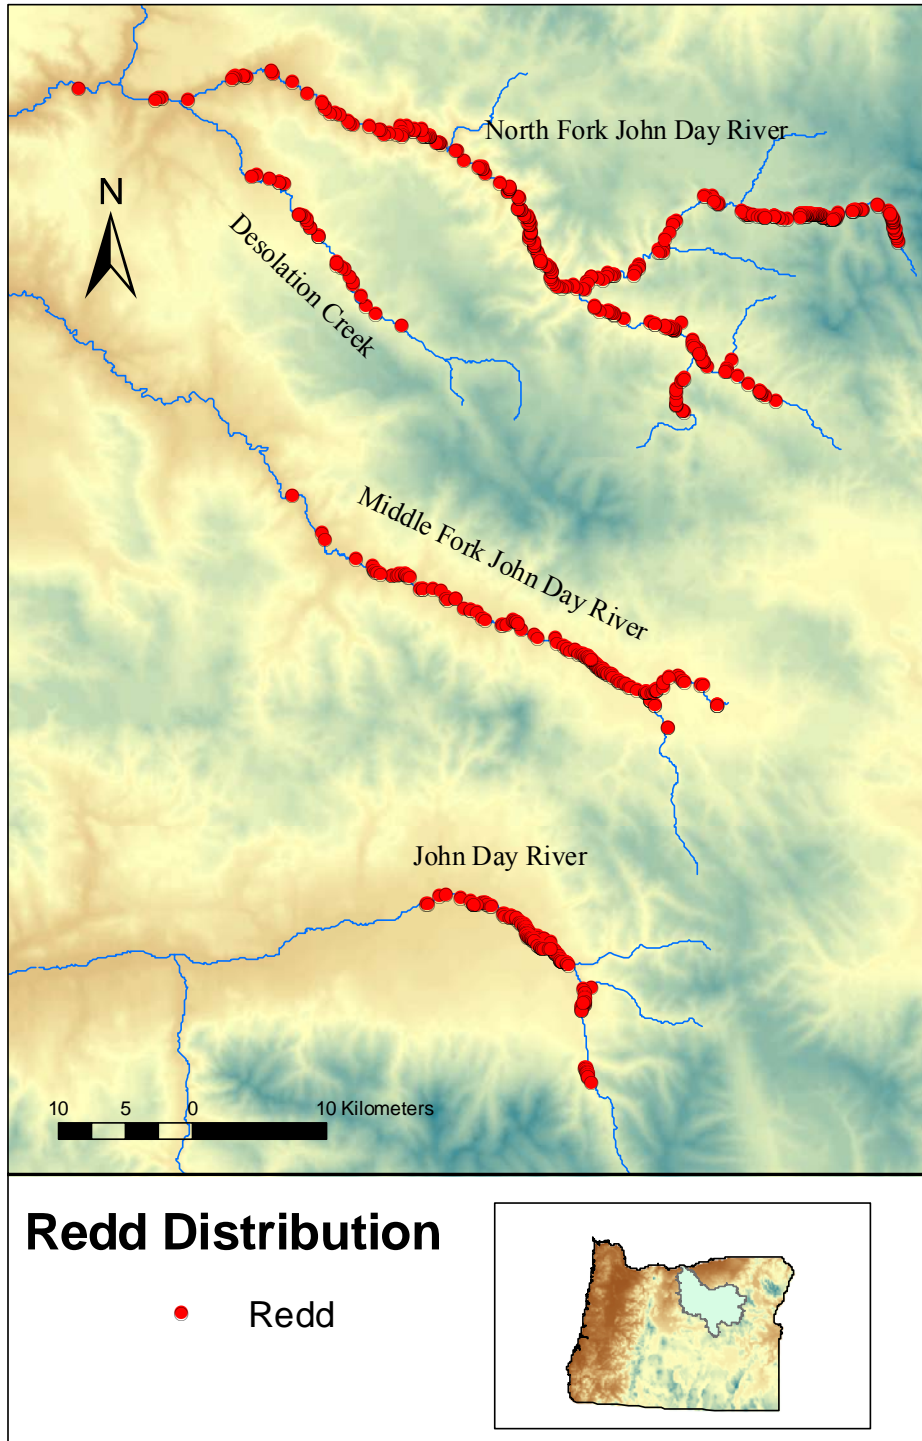 North Fork John Day River
N
Desolation Creek
Middle Fork John Day River
John Day River
10 5 0 10 Kilometers
Redd Distribution
Redd